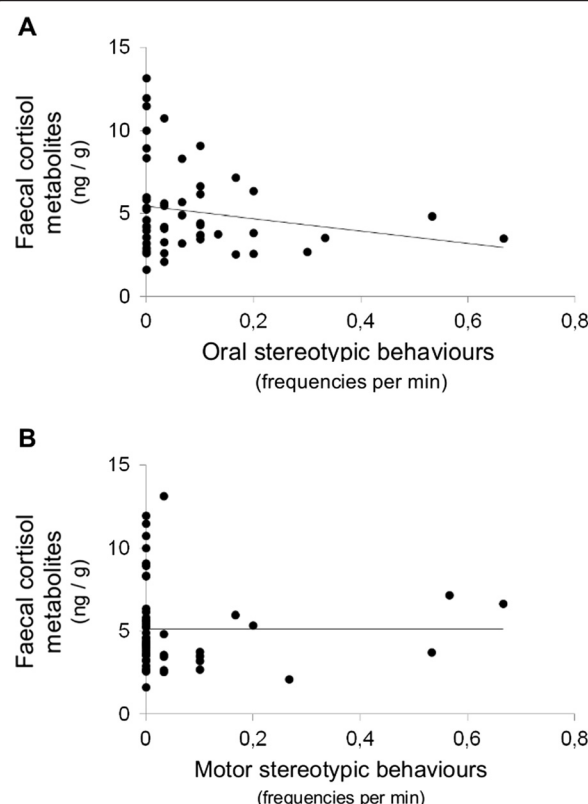 A
15
10
5
0
Faecal cortisol
metabolites
(ng / g)
0 0,2 0,4 0,6 0,8
Oral stereotypic behaviours
(frequencies per min)
B
15
10
5
0
Faecal cortisol
metabolites
(ng / g)
0 0,2 0,4 0,6 0,8
Motor stereotypic behaviours
(frequencies per min)